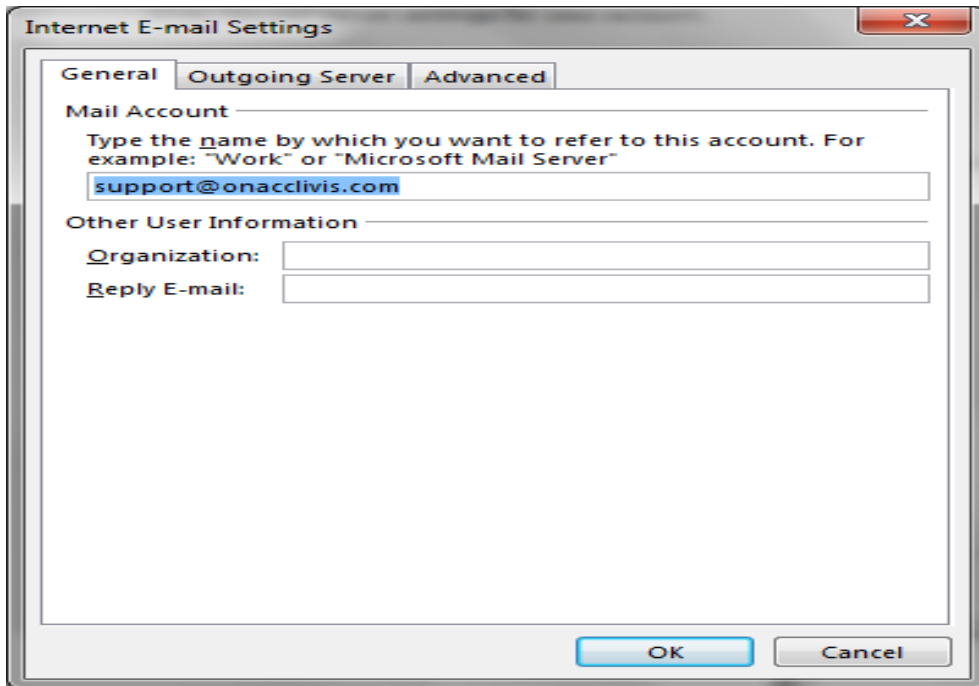 Internet E-mail Settings
General Outgoing Server Advanced
Mail Account
Type the name by which you want to refer to this account. For
example: "Work" or "Microsoft Mail Server"
support@onacclivis.com
Other User Information
Organization:
Reply E-mail:
OK Cancel